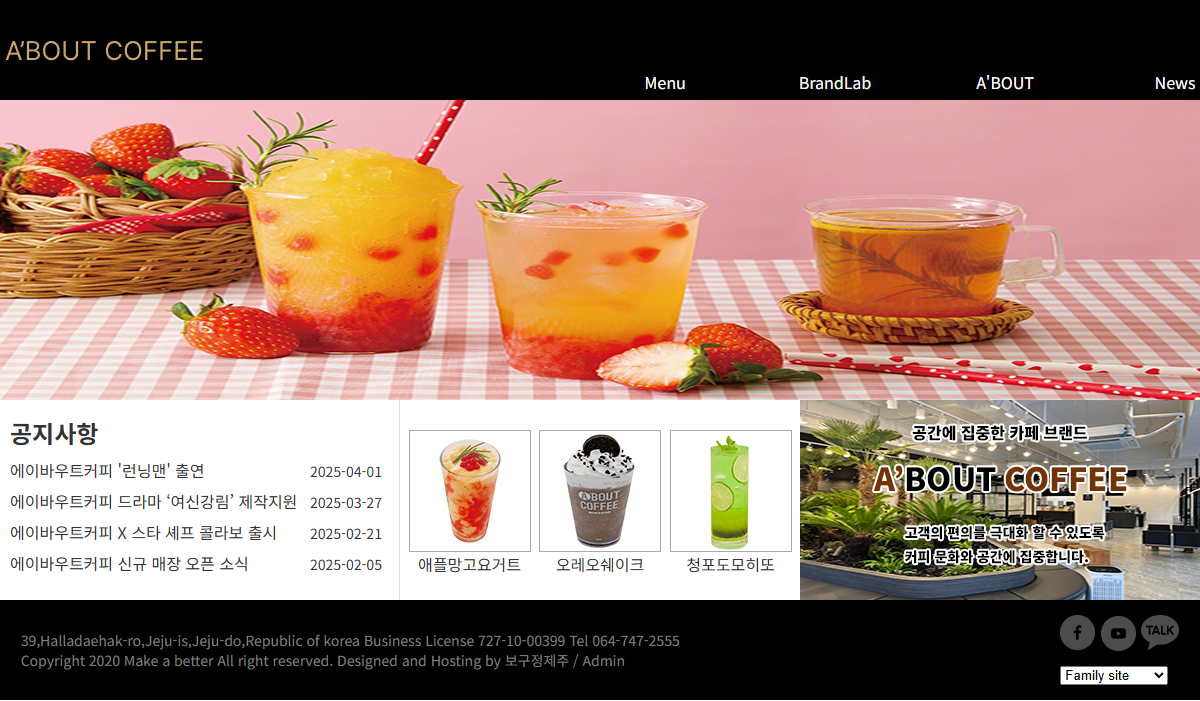 A'BOUT COFFEE
Menu BrandLab A'BOUT News
공지사항
에이바우트커피 '런닝맨' 출연 2025-04-01
에이바우트커피 드라마 ‘여신강림’ 제작지원 2025-03-27
에이바우트커피 X 스타 셰프 콜라보 출시 2025-02-21
에이바우트커피 신규 매장 오픈 소식 2025-02-05
A'BOUT
COFFEE
애플망고요거트 오레오쉐이크 청포도모히또
공간에 집중한 카페 브랜드
A’BOUT COFFEE
고객의 편의를 극대화 할 수 있도록
커피 문화와 공간에 집중합니다.
39,Halladaehak-ro,Jeju-is,Jeju-do,Republic of korea Business License 727-10-00399 Tel 064-747-2555
Copyright 2020 Make a better All right reserved. Designed and Hosting by 보구정제주 / Admin
f TALK
Family site